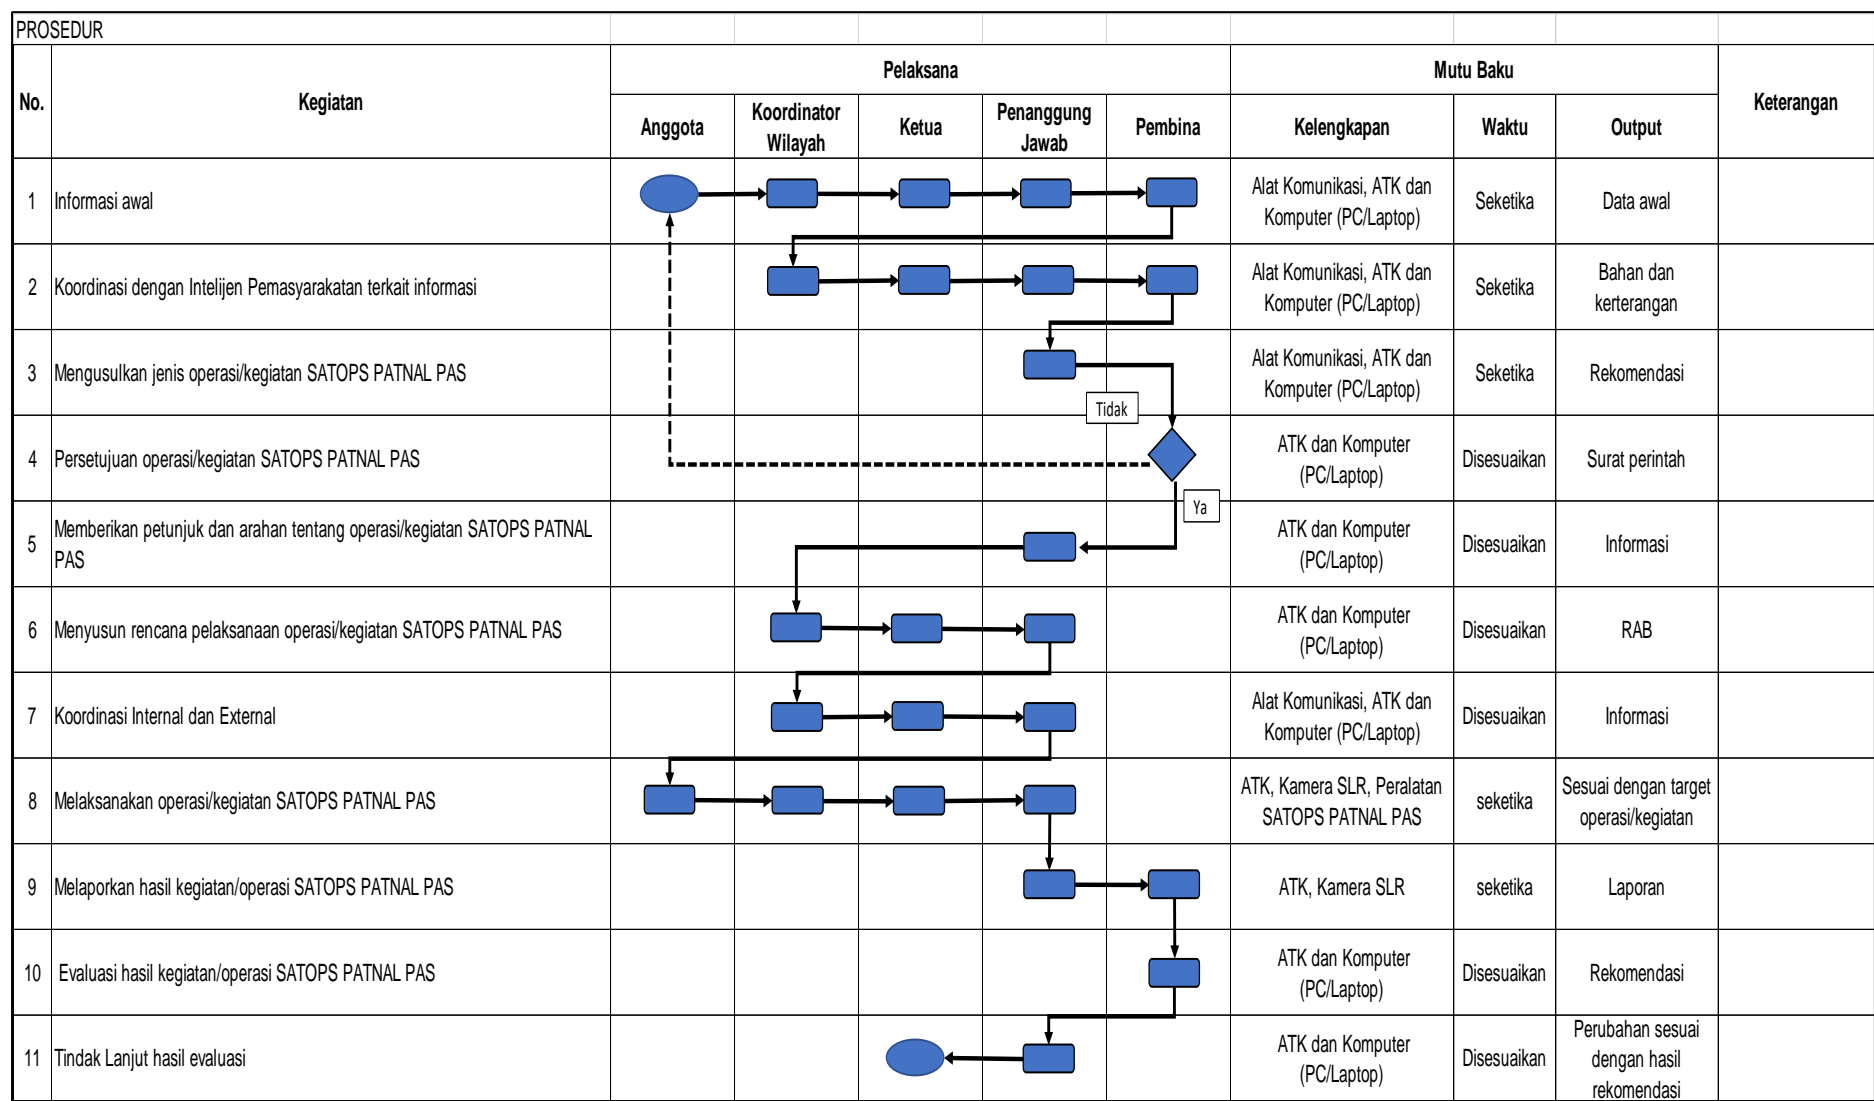 PROSEDUR
No.
Kegiatan
Pelaksana
Mutu Baku
Keterangan
Anggota
Koordinator
Wilayah
Ketua
Penanggung
Jawab
Pembina
Kelengkapan
Waktu
Output
1
Informasi awal
Alat Komunikasi, ATK dan
Komputer (PC/Laptop)
Seketika
Data awal
2
Koordinasi dengan Intelijen Pemasyarakatan terkait informasi
Alat Komunikasi, ATK dan
Komputer (PC/Laptop)
Seketika
Bahan dan
kerterangan
3
Mengusulkan jenis operasi/kegiatan SATOPS PATNAL PAS
Alat Komunikasi, ATK dan
Komputer (PC/Laptop)
Seketika
Rekomendasi
Tidak
4
Persetujuan operasi/kegiatan SATOPS PATNAL PAS
ATK dan Komputer
(PC/Laptop)
Disesuaikan
Surat perintah
Ya
5
Memberikan petunjuk dan arahan tentang operasi/kegiatan SATOPS PATNAL
PAS
ATK dan Komputer
(PC/Laptop)
Disesuaikan
Informasi
6
Menyusun rencana pelaksanaan operasi/kegiatan SATOPS PATNAL PAS
ATK dan Komputer
(PC/Laptop)
Disesuaikan
RAB
7
Koordinasi Internal dan External
Alat Komunikasi, ATK dan
Komputer (PC/Laptop)
Disesuaikan
Informasi
8
Melaksanakan operasi/kegiatan SATOPS PATNAL PAS
ATK, Kamera SLR, Peralatan
SATOPS PATNAL PAS
seketika
Sesuai dengan target
operasi/kegiatan
9
Melaporkan hasil kegiatan/operasi SATOPS PATNAL PAS
ATK, Kamera SLR
seketika
Laporan
10
Evaluasi hasil kegiatan/operasi SATOPS PATNAL PAS
ATK dan Komputer
(PC/Laptop)
Disesuaikan
Rekomendasi
11
Tindak Lanjut hasil evaluasi
ATK dan Komputer
(PC/Laptop)
Disesuaikan
Perubahan sesuai
dengan hasil
rekomendasi